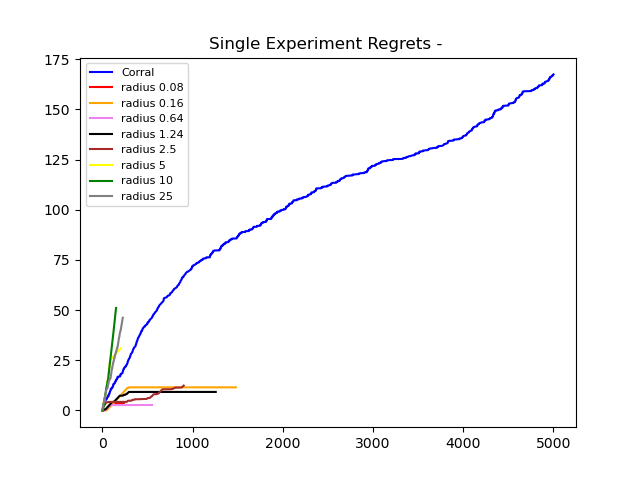 Single Experiment Regrets -
Corral
radius 0.08
radius 0.16
radius 0.64
radius 1.24
radius 2.5
radius 5
radius 10
radius 25
175
150
125
100
75
50
25
0
0 1000 2000 3000 4000 5000